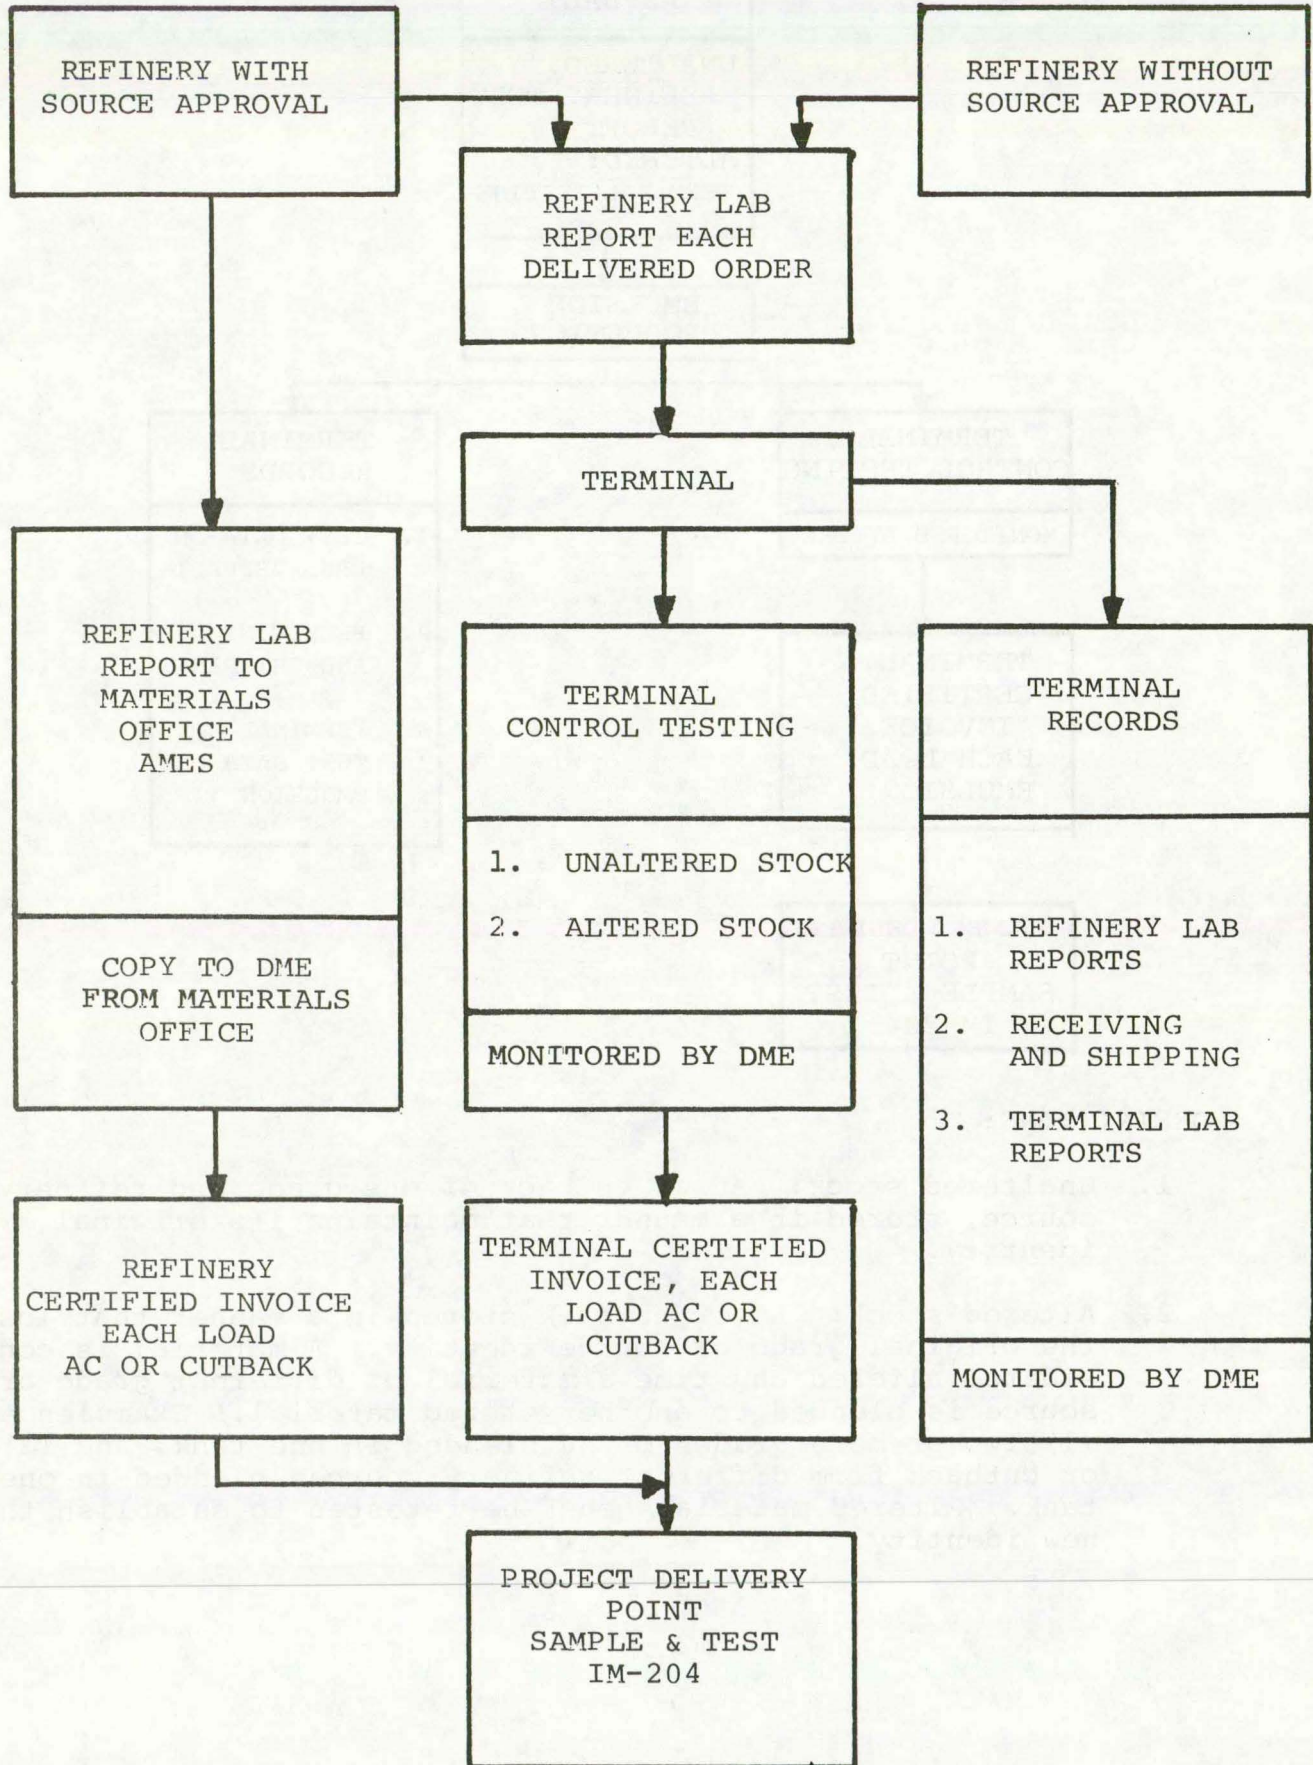 REFINERY WITH
SOURCE APPROVAL
REFINERY WITHOUT
SOURCE APPROVAL
REFINERY LAB
REPORT EACH
DELIVERED ORDER
TERMINAL
REFINERY LAB
REPORT TO
MATERIALS
OFFICE
AMES
COPY TO DME
FROM MATERIALS
OFFICE
TERMINAL
CONTROL TESTING
1. UNALTERED STOCK
2. ALTERED STOCK
MONITORED BY DME
TERMINAL
RECORDS
1. REFINERY LAB
REPORTS
2. RECEIVING
AND SHIPPING
3. TERMINAL LAB
REPORTS
MONITORED BY DME
REFINERY
CERTIFIED INVOICE
EACH LOAD
AC OR CUTBACK
TERMINAL CERTIFIED
INVOICE, EACH
LOAD AC OR
CUTBACK
PROJECT DELIVERY
POINT
SAMPLE & TEST
IM-204